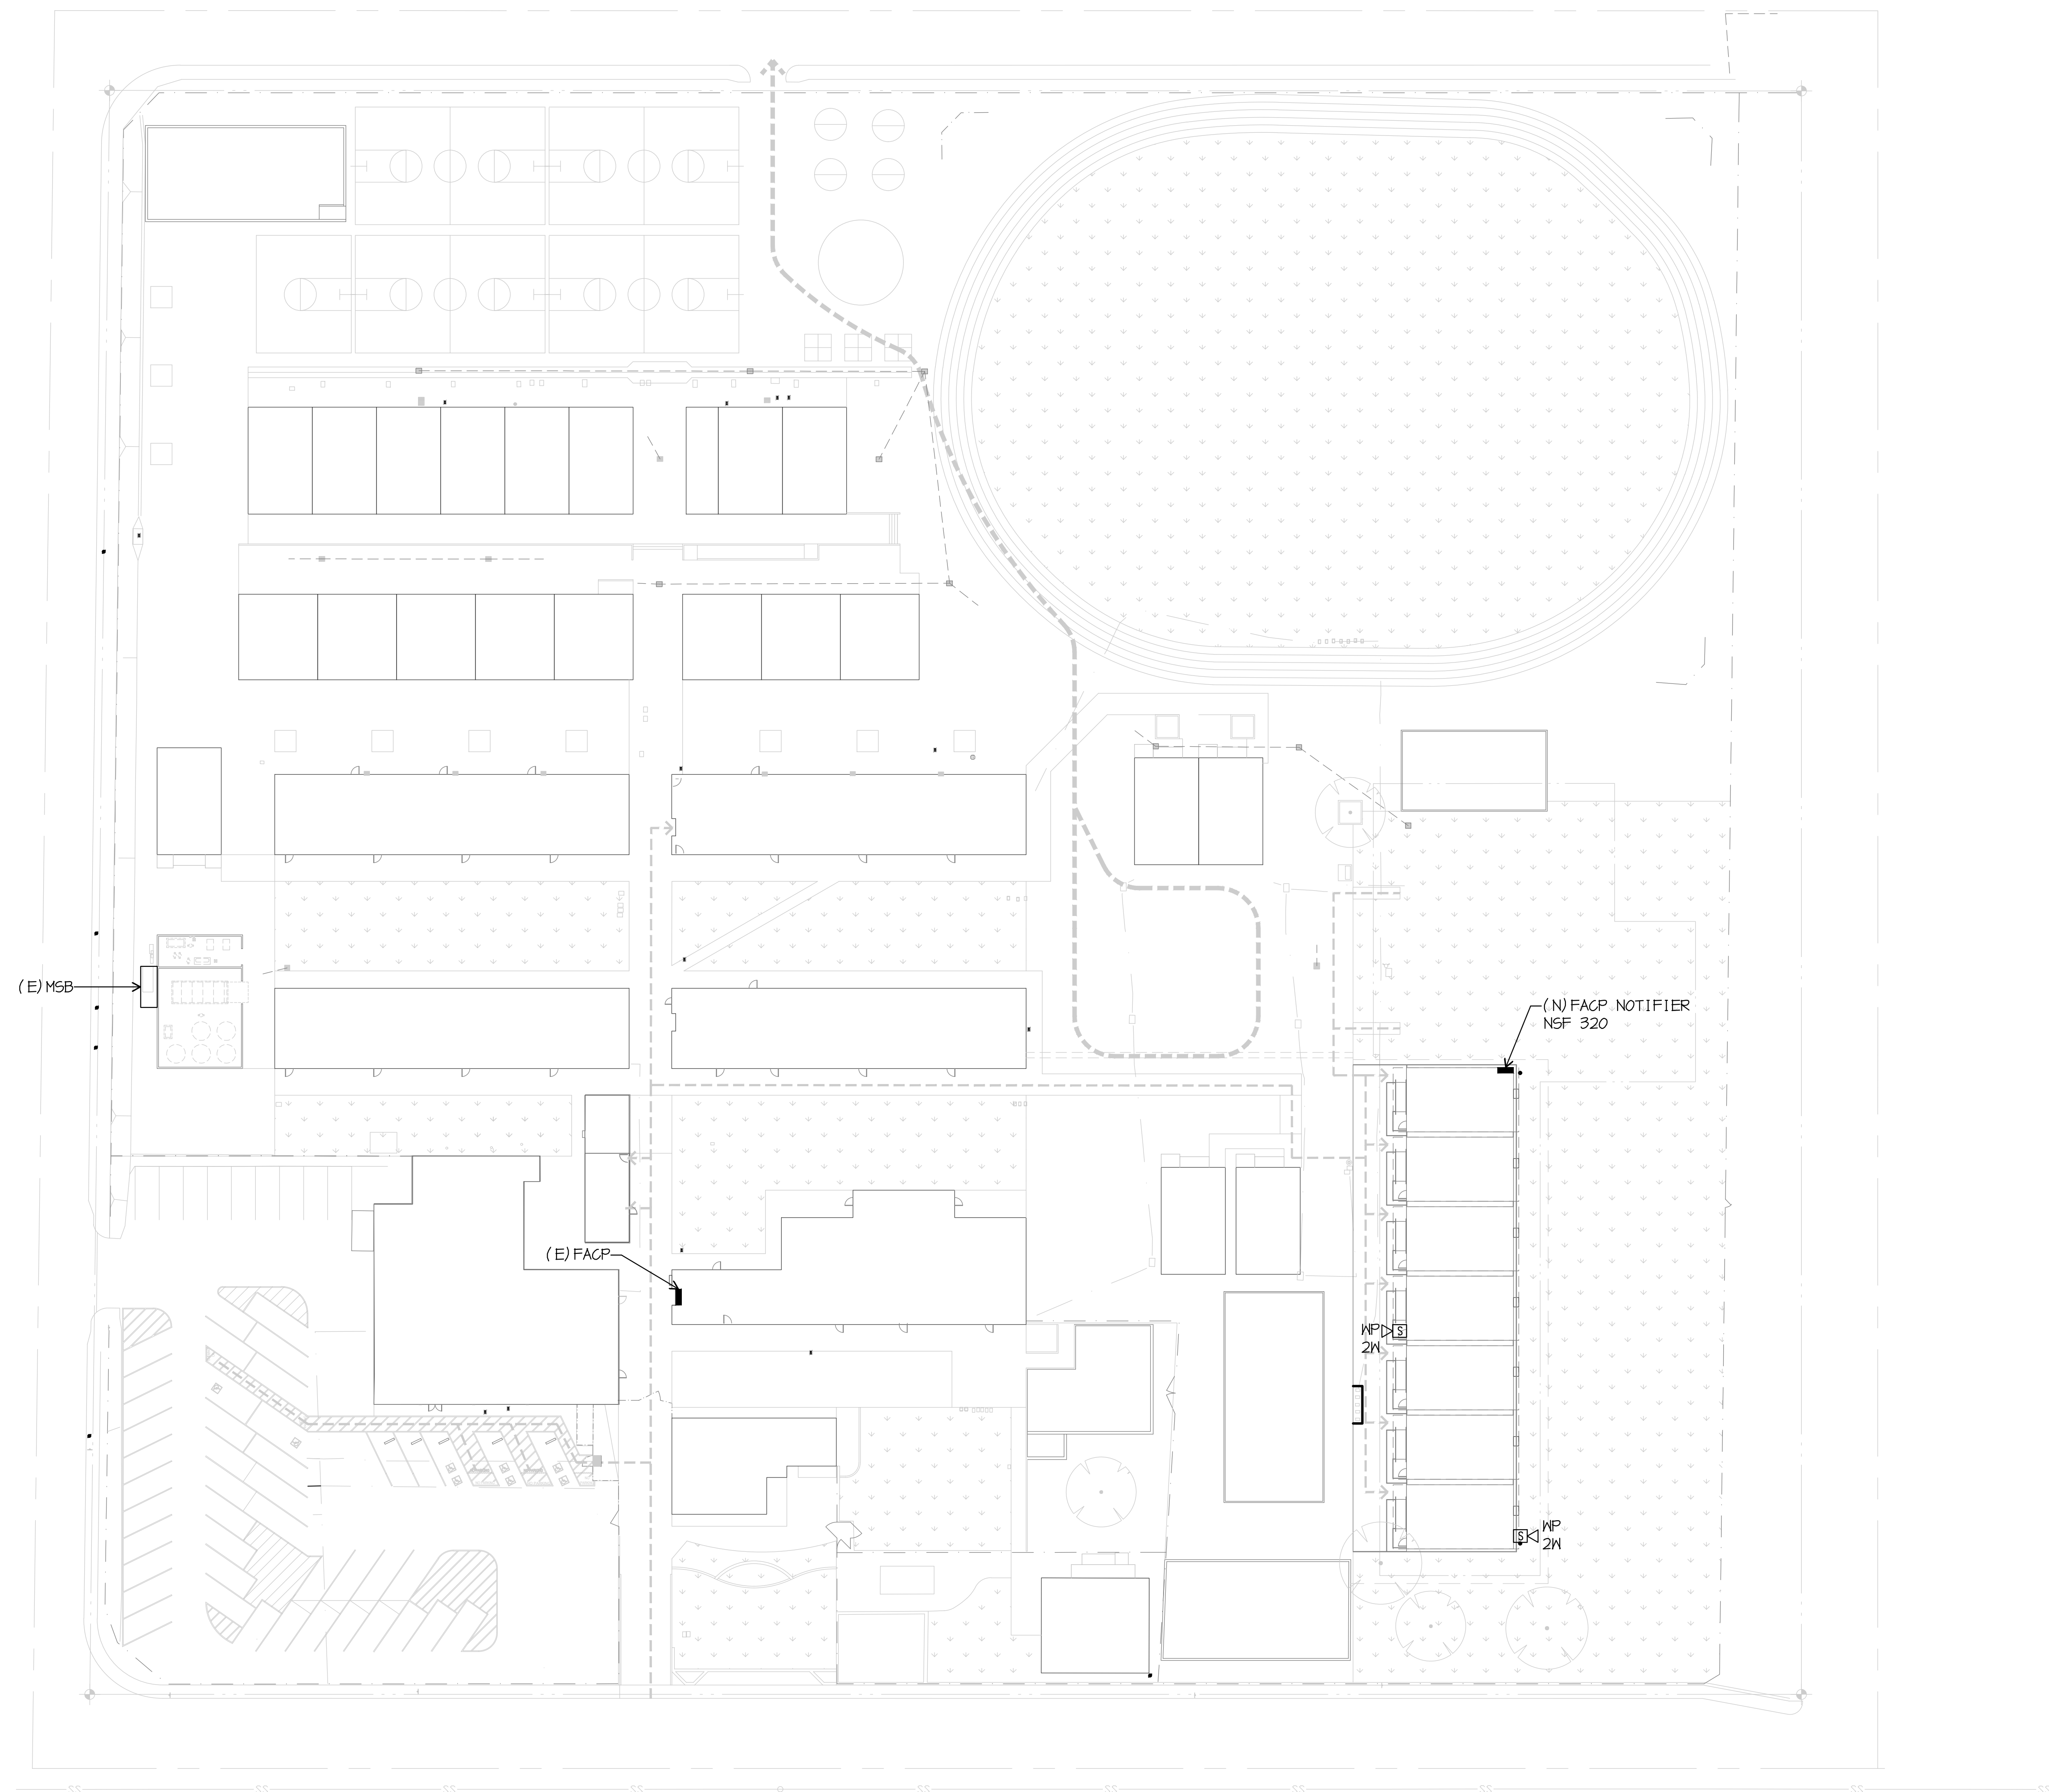 (E)MSB
(N)FACP NOTIFIER
NSF 320
(E)FACP
WP
2W
S
S
WP
2W